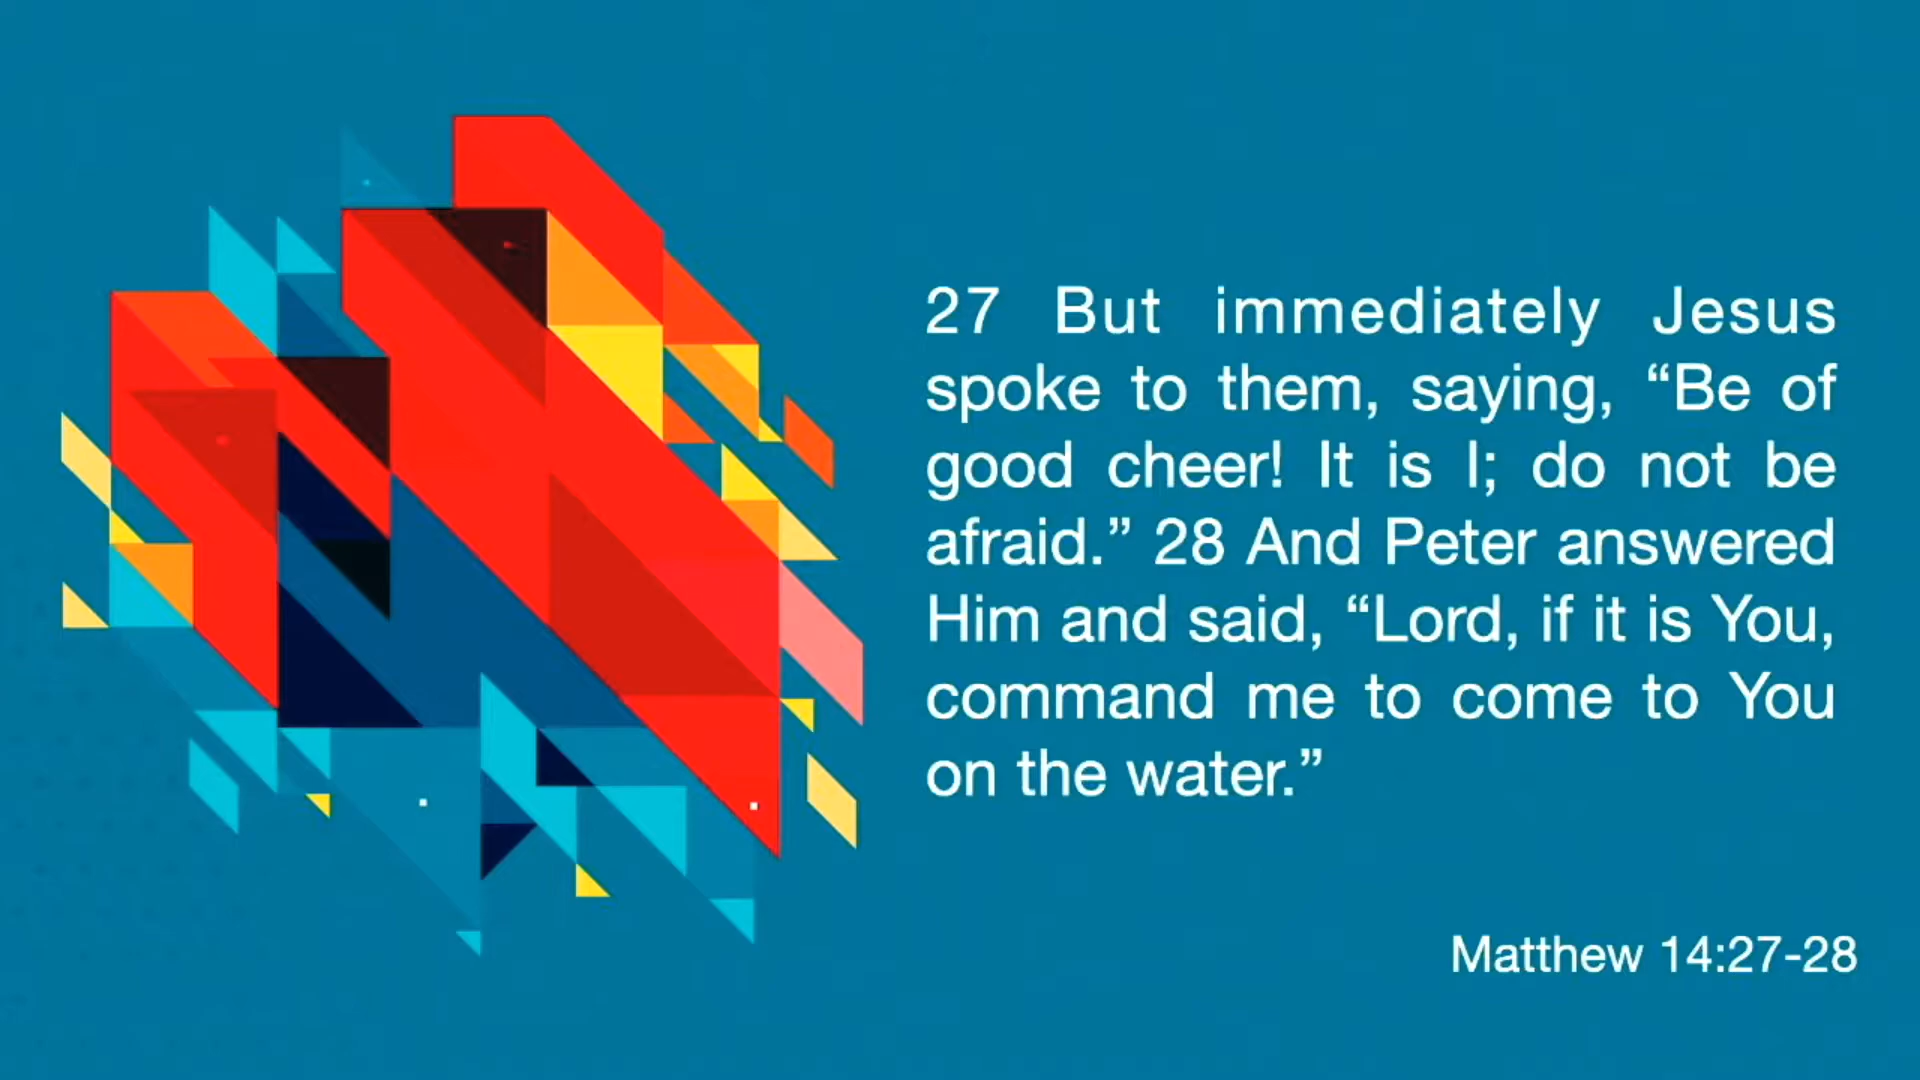 27 But immediately Jesus
spoke to them, saying, “Be of
good cheer! It is I; do not be
afraid.” 28 And Peter answered
Him and said, “Lord, if it is You,
command me to come to You
on the water.”
Matthew 14:27-28